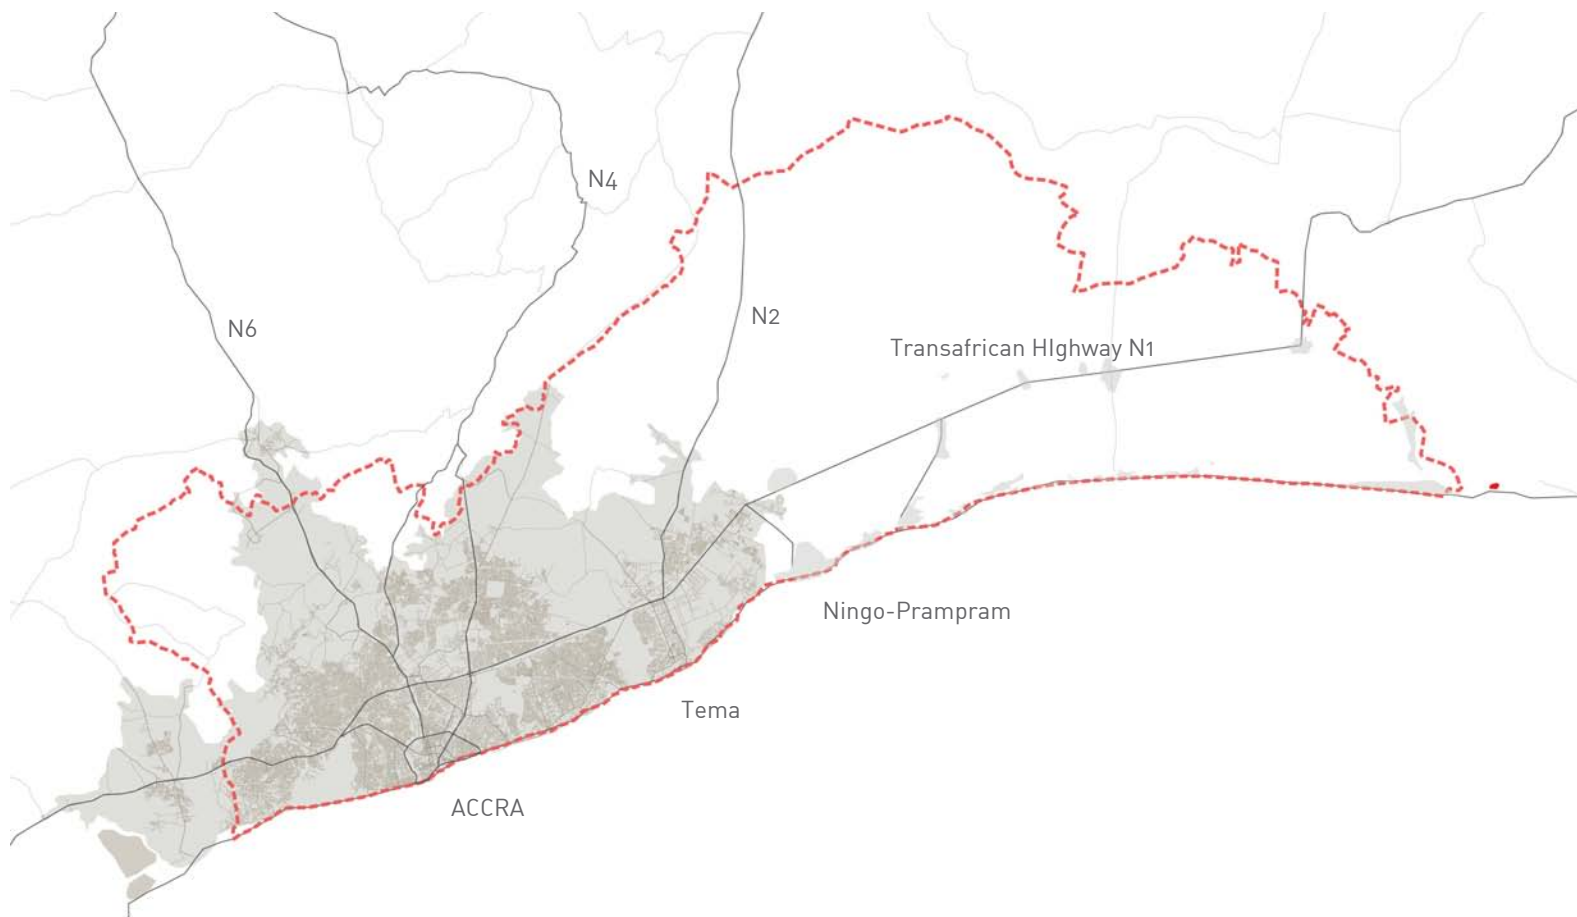 N4
N2
N6
Transafrican HIghway N1
Ningo-Prampram
Tema
ACCRA